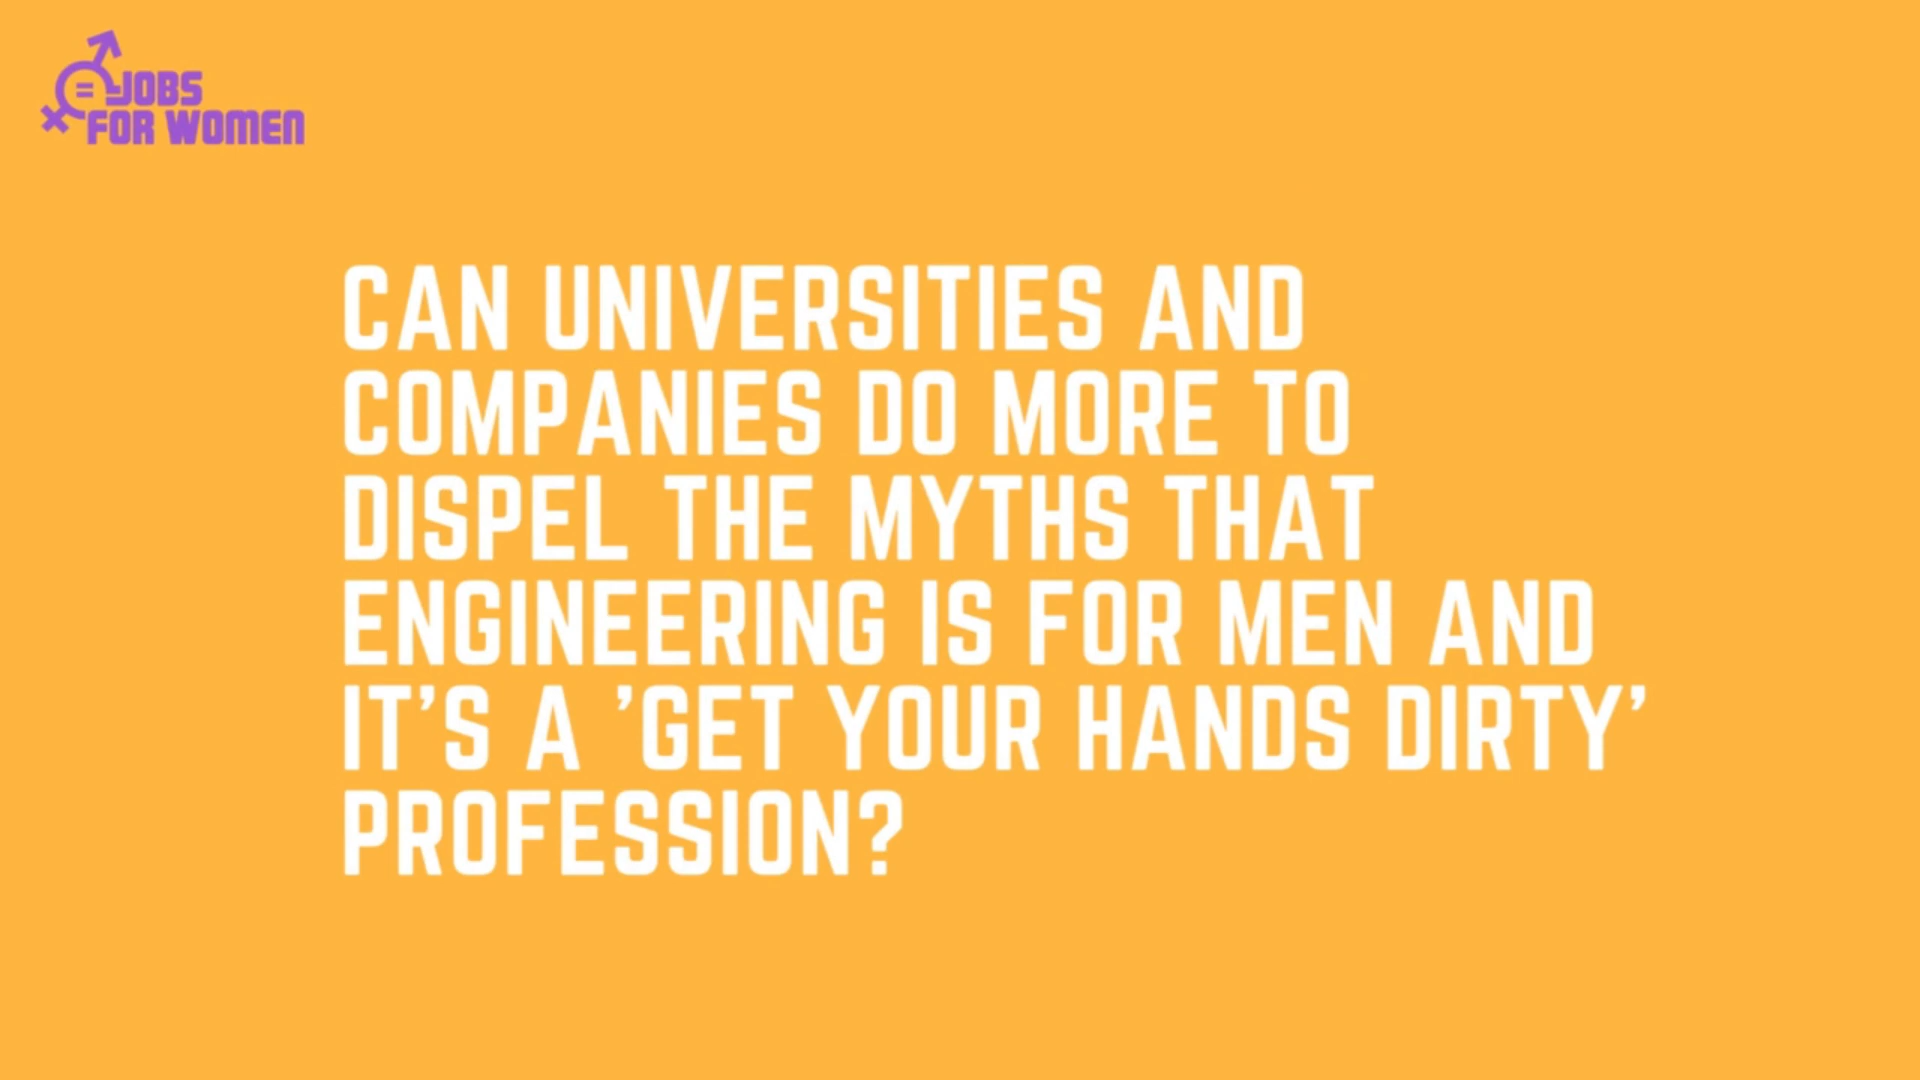 JOBS
FOR WOMEN
CAN UNIVERSITIES AND
COMPANIES DO MORE TO
DISPEL THE MYTHS THAT
ENGINEERING IS FOR MEN AND
IT’S A ’GET YOUR HANDS DIRTY’
PROFESSION?